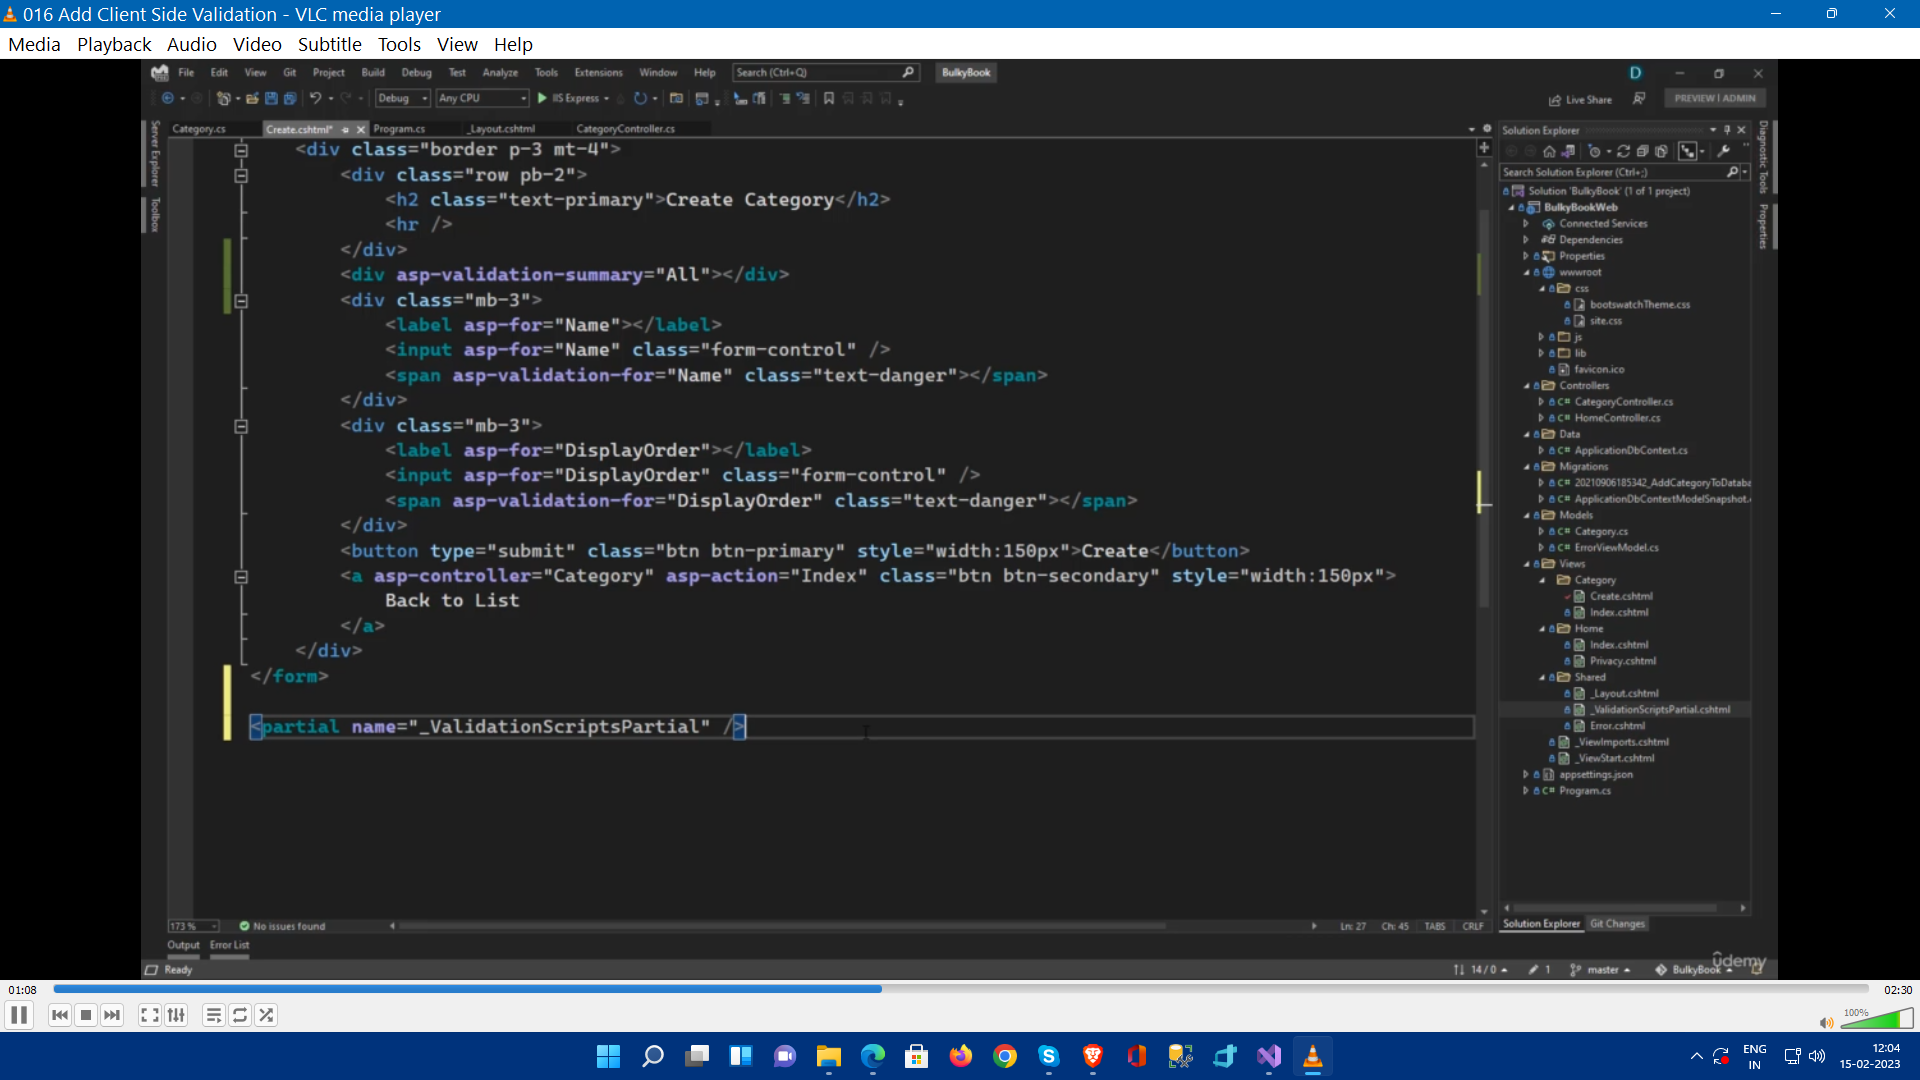 016 Add Client Side Validation - VLC media player
Media Playback Audio Video Subtitle Tools View Help
File Edit View Git Project Build Debug Test Analyze Tools Extensions Window Help Search (Ctrl+Q) BulkyBook D
Debug Any CPU IIS Express Live Share PREVIEW | ADMIN
Category.cs Create.cshtml* Program.cs _Layout.cshtml CategoryController.cs
Server Explorer
Toolbox
<div class="border p-3 mt-4">
<div class="row pb-2">
<h2 class="text-primary">Create Category</h2>
<hr />
</div>
<div asp-validation-summary="All"></div>
<div class="mb-3">
<label asp-for="Name"></label>
<input asp-for="Name" class="form-control" />
<span asp-validation-for="Name" class="text-danger"></span>
</div>
<div class="mb-3">
<label asp-for="DisplayOrder"></label>
<input asp-for="DisplayOrder" class="form-control" />
<span asp-validation-for="DisplayOrder" class="text-danger"></span>
</div>
<button type="submit" class="btn btn-primary" style="width:150px">Create</button>
<a asp-controller="Category" asp-action="Index" class="btn btn-secondary" style="width:150px">
Back to List
</a>
</div>
</form>
<partial name="_ValidationScriptsPartial" />
Solution Explorer
Search Solution Explorer (Ctrl+;)
Solution 'BulkyBook' (1 of 1 project)
BulkyBookWeb
Connected Services
Dependencies
Properties
wwwroot
css
bootswatchTheme.css
site.css
js
lib
favicon.ico
Controllers
C# CategoryController.cs
C# HomeController.cs
Data
C# ApplicationDbContext.cs
Migrations
C# 20210906185342_AddCategoryToDataba
C# ApplicationDbContextModelSnapshot.
Models
C# Category.cs
C# ErrorViewModel.cs
Views
Category
Create.cshtml
Index.cshtml
Home
Index.cshtml
Privacy.cshtml
Shared
_Layout.cshtml
_ValidationScriptsPartial.cshtml
Error.cshtml
_ViewImports.cshtml
_ViewStart.cshtml
appsettings.json
C# Program.cs
Diagnostic Tools
Properties
173 % No issues found Ln: 27 Ch: 45 TABS CRLF
Solution Explorer Git Changes
Output Error List
Ready 14 / 0 1 master BulkyBook
ûdemy
01:08 02:30
100%
ENG
IN
12:04
15-02-2023